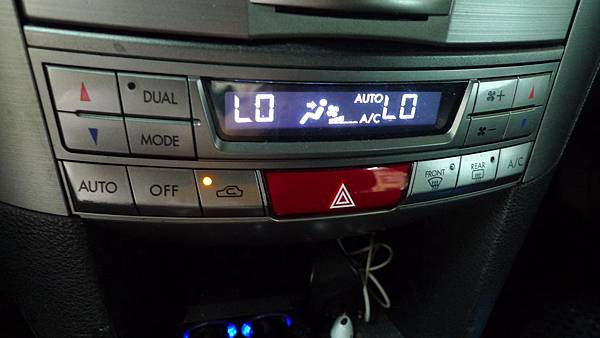 DUAL
MODE
LO AUTO LO
A/C
AUTO OFF
FRONT REAR A/C